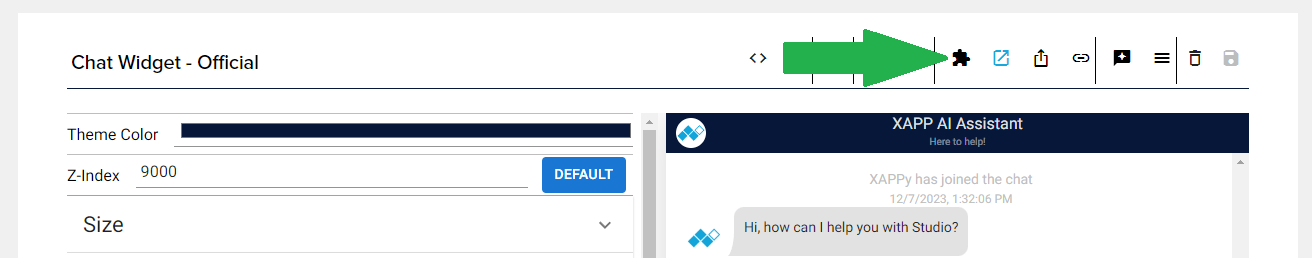 Chat Widget - Official
Theme Color
Z-Index 9000 DEFAULT
Size
XAPP AI Assistant
Here to help!
XAPPy has joined the chat
12/7/2023, 1:32:06 PM
Hi, how can I help you with Studio?